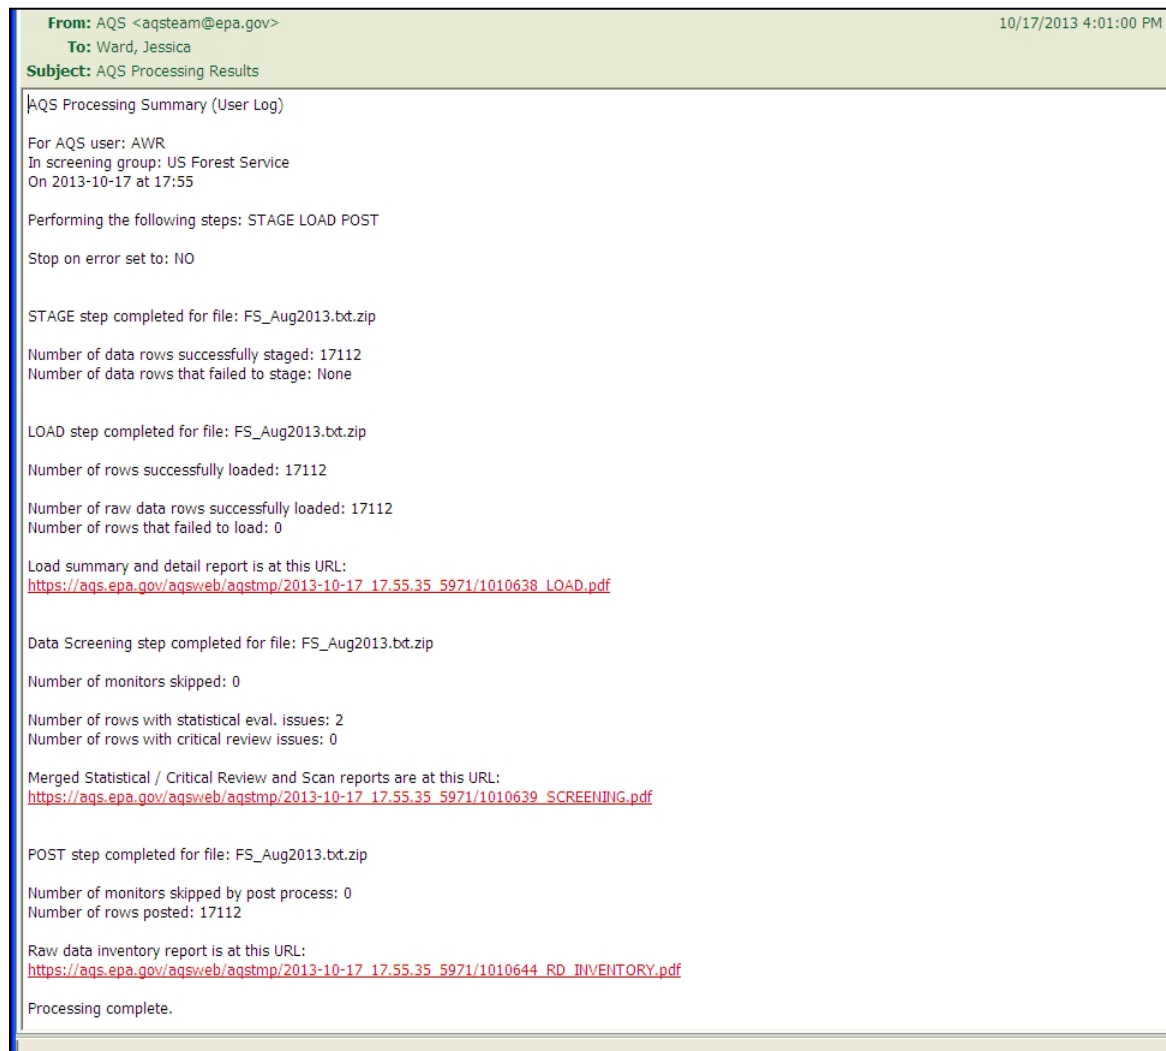 From: AQS <aqsteam@epa.gov> 10/17/2013 4:01:00 PM
To: Ward, Jessica
Subject: AQS Processing Results
AQS Processing Summary (User Log)
For AQS user: AWR
In screening group: US Forest Service
On 2013-10-17 at 17:55
Performing the following steps: STAGE LOAD POST
Stop on error set to: NO
STAGE step completed for file: FS_Aug2013.txt.zip
Number of data rows successfully staged: 17112
Number of data rows that failed to stage: None
LOAD step completed for file: FS_Aug2013.txt.zip
Number of rows successfully loaded: 17112
Number of raw data rows successfully loaded: 17112
Number of rows that failed to load: 0
Load summary and detail report is at this URL:
https://aqs.epa.gov/aqsweb/aqstmp/2013-10-17_17.55.35_5971/1010638_LOAD.pdf
Data Screening step completed for file: FS_Aug2013.txt.zip
Number of monitors skipped: 0
Number of rows with statistical eval. issues: 2
Number of rows with critical review issues: 0
Merged Statistical / Critical Review and Scan reports are at this URL:
https://aqs.epa.gov/aqsweb/aqstmp/2013-10-17_17.55.35_5971/1010639_SCREENING.pdf
POST step completed for file: FS_Aug2013.txt.zip
Number of monitors skipped by post process: 0
Number of rows posted: 17112
Raw data inventory report is at this URL:
https://aqs.epa.gov/aqsweb/aqstmp/2013-10-17_17.55.35_5971/1010644_RD_INVENTORY.pdf
Processing complete.